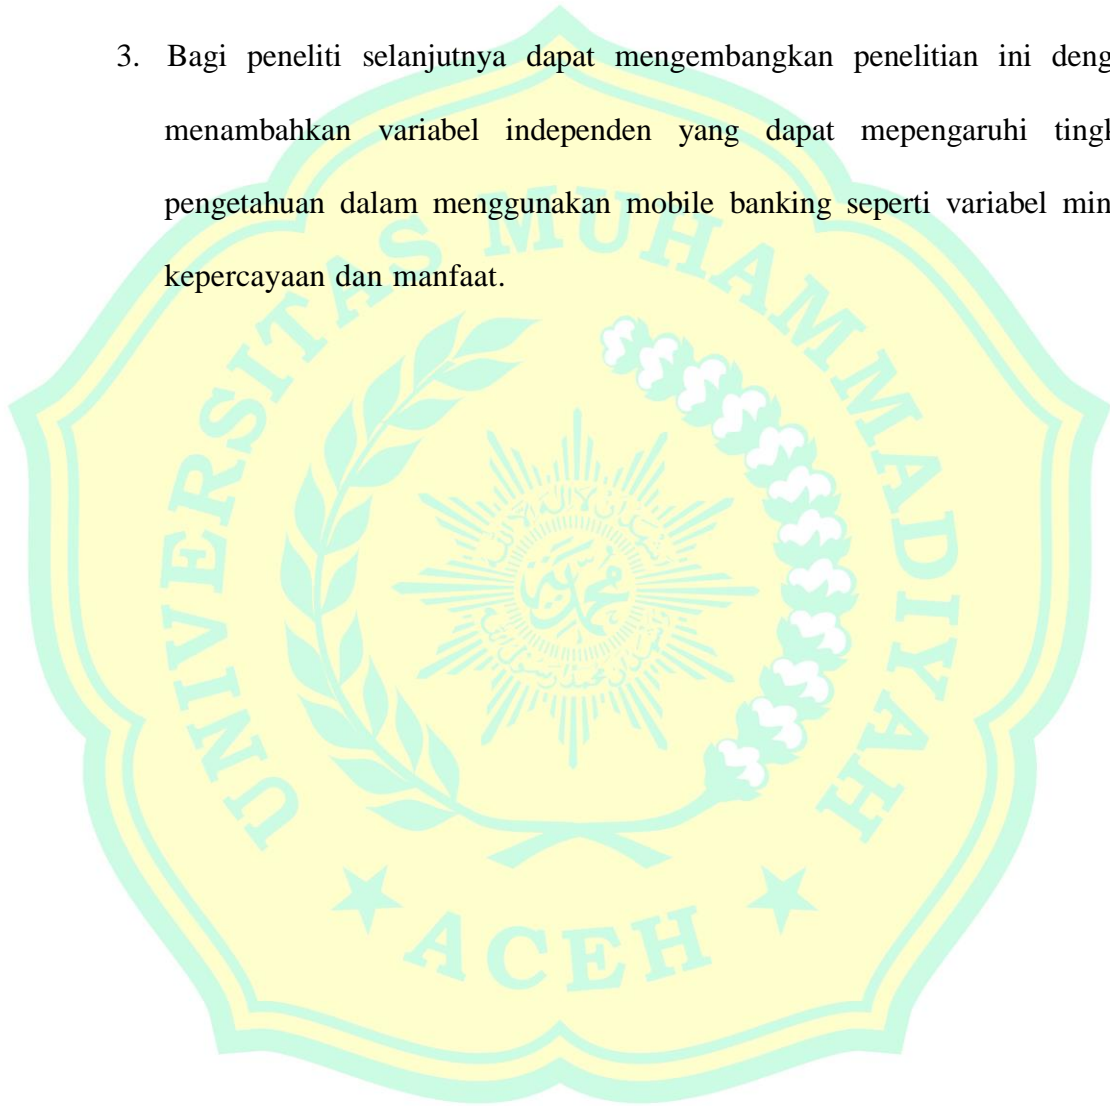 3. Bagi peneliti selanjutnya dapat mengembangkan penelitian ini deng
menambahkan variabel independen yang dapat mepengaruhi
pengetahuan dalam menggunakan mobile banking seperti variabel min
kepercayaan dan manfaat.
UNIVERSITAS MUHAMMADIYAH
محمدية
ACEH